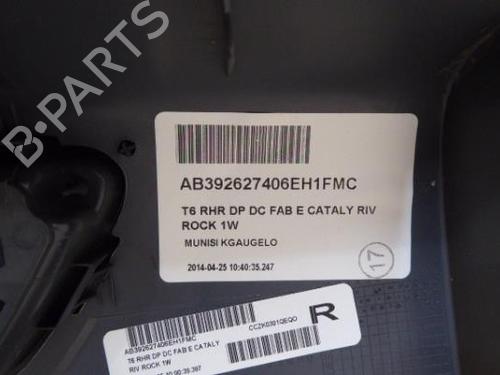 B-PARTS
AB392627406EH1FMC
T6 RHR DP DC FAB E CATALY RIV
ROCK 1W
MUNISI KGAUGELO
2014-04-25 10:40:35.247
17
AB392627406EH1FMC
CCZK0301QEQO
R
T6 RHR DP DC FAB E CATALY
RIV ROCK 1W